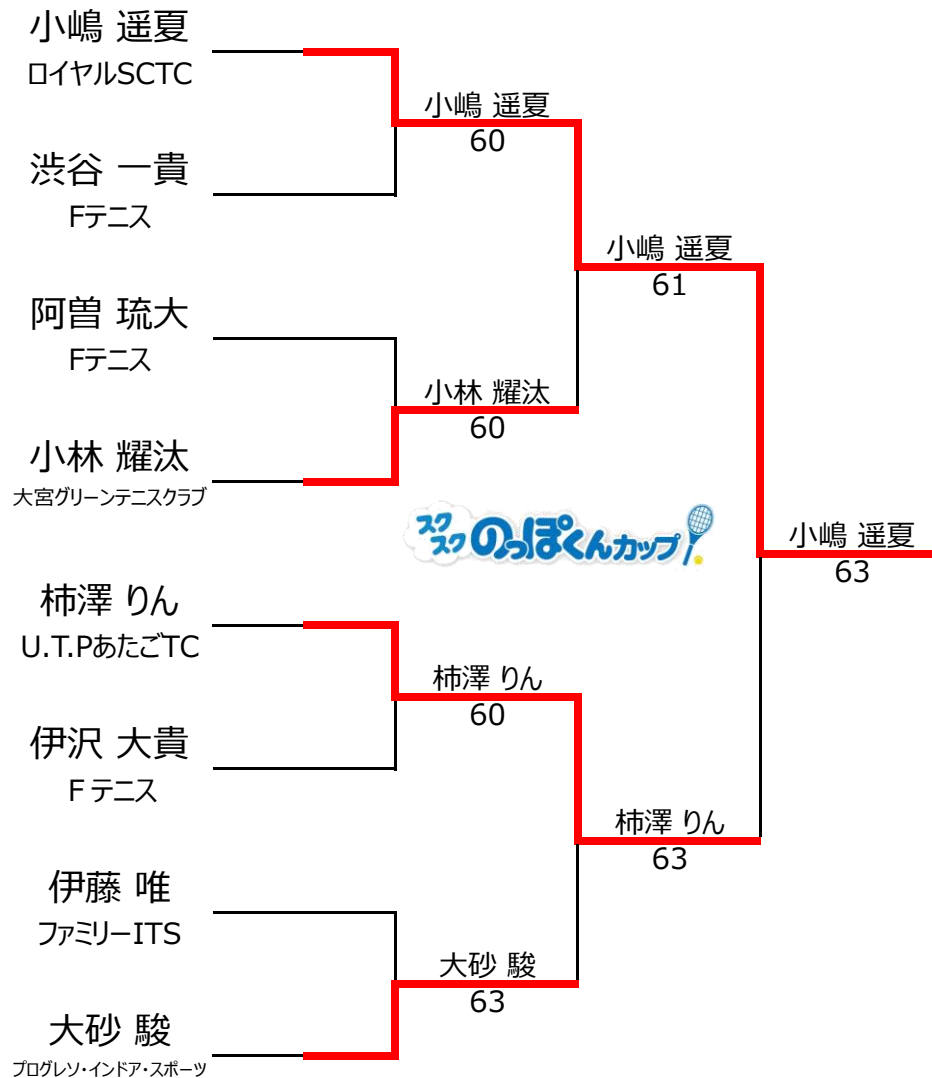 小嶋 遥夏
ロイヤルSCTC
渋谷 一貴
Fテニス
阿曽 琉大
Fテニス
小林 耀汰
大宮グリーンテニスクラブ
柿澤 りん
U.T.PあたごTC
伊沢 大貴
F テニス
伊藤 唯
ファミリーITS
大砂 駿
プログレソ・インドア・スポーツ
小嶋 遥夏
60
小林 耀汰
60
柿澤 りん
60
大砂 駿
63
小嶋 遥夏
61
柿澤 りん
63
スクスク のっぽくんカップ
小嶋 遥夏
63